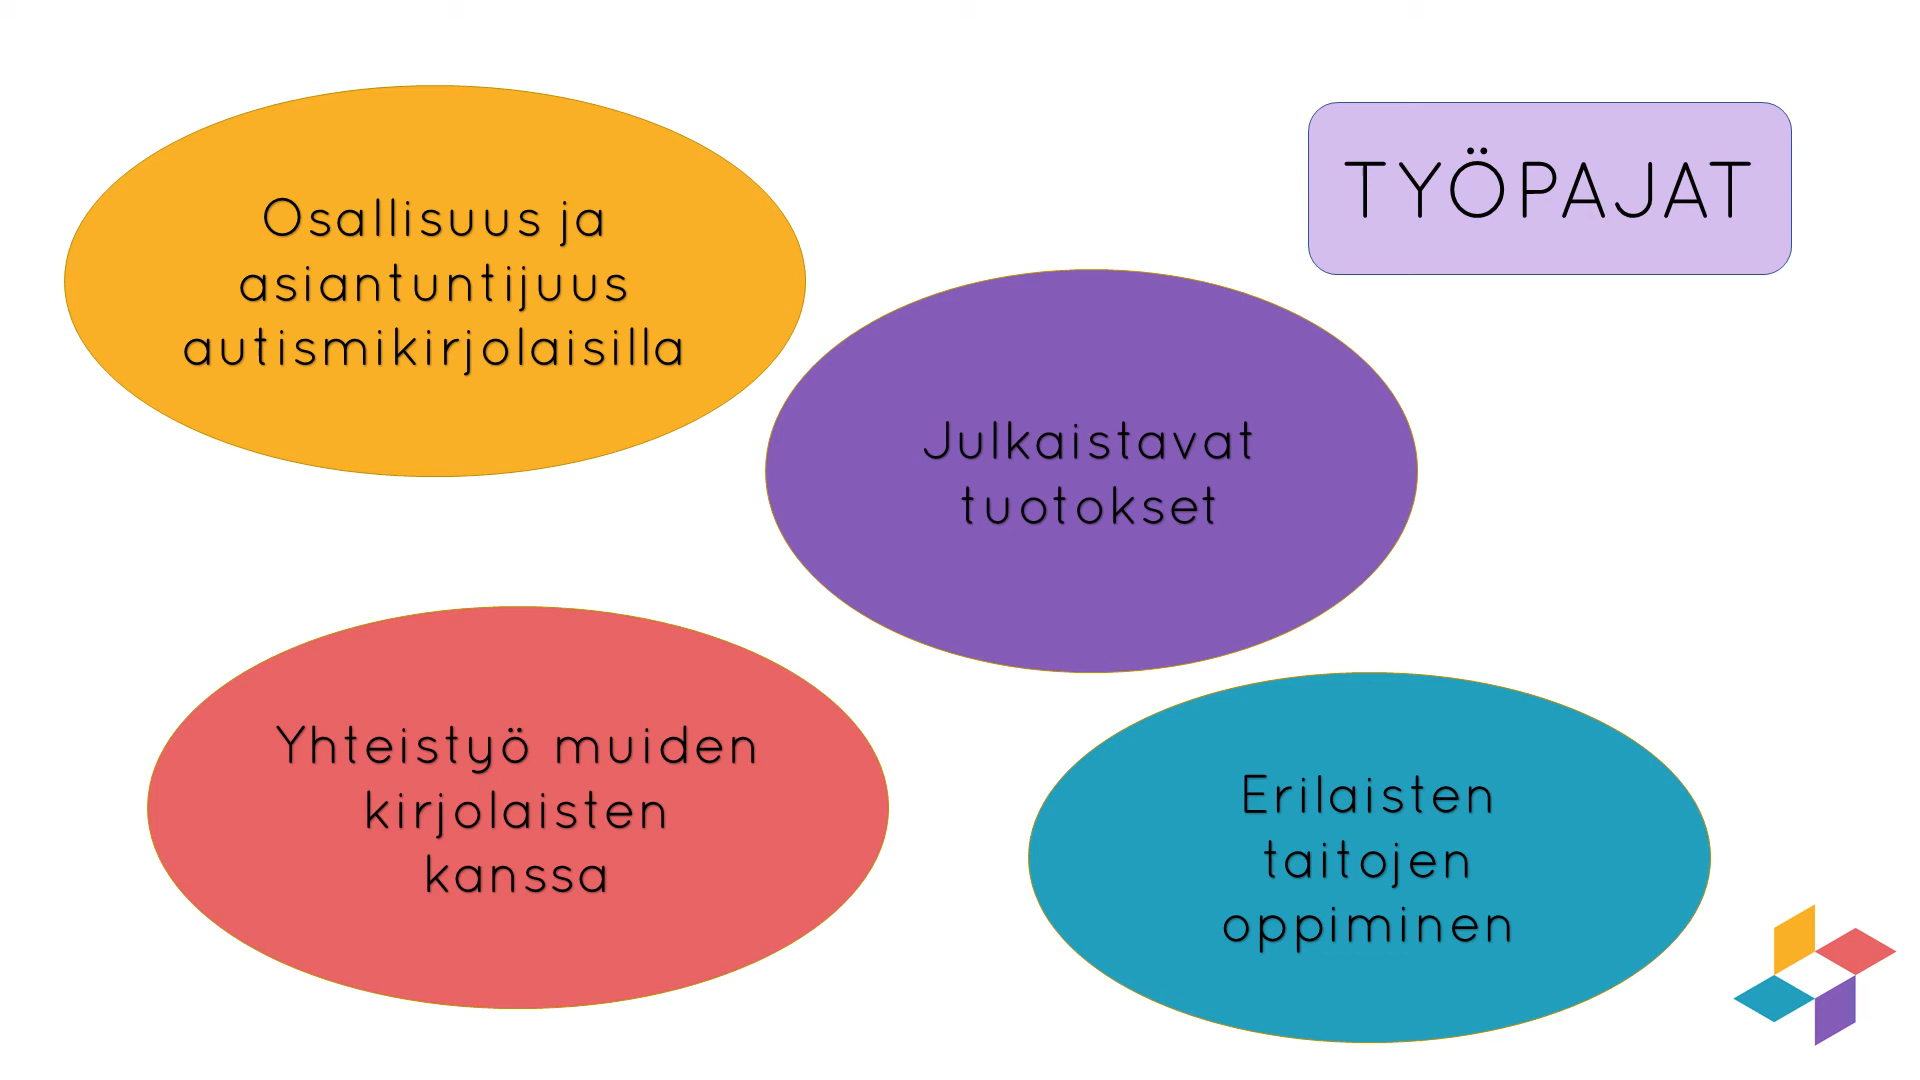 TYÖPAJAT
Osallisuus ja
asiantuntijuus
autismikirjolaisilla
Julkaistavat
tuotokset
Yhteistyö muiden
kirjolaisten
kanssa
Erilaisten
taitojen
oppiminen